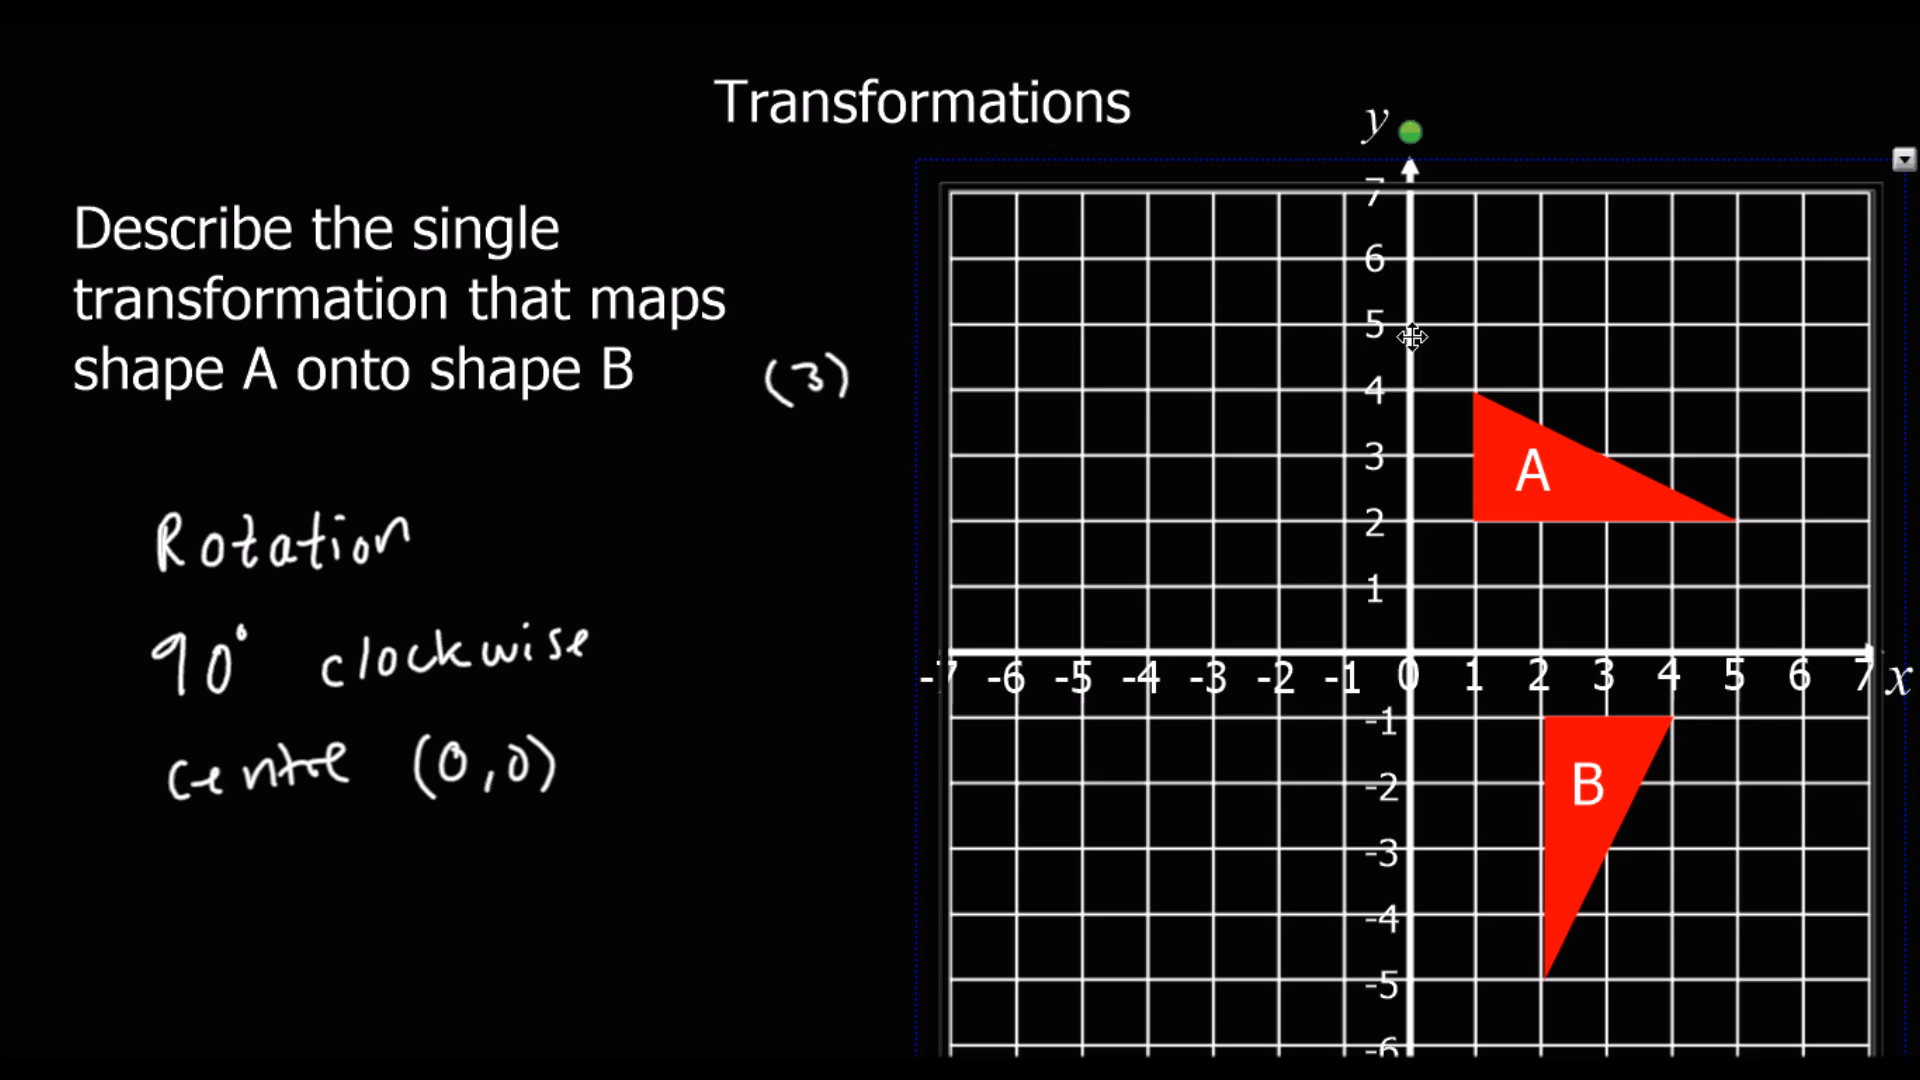 Transformations
Describe the single
transformation that maps
shape A onto shape B (3)
Rotation
90° clockwise
centre (0,0)
y
7
6
5
4
3
2
1
-7 -6 -5 -4 -3 -2 -1 0 1 2 3 4 5 6 7 x
-1
-2
-3
-4
-5
-6
A
B